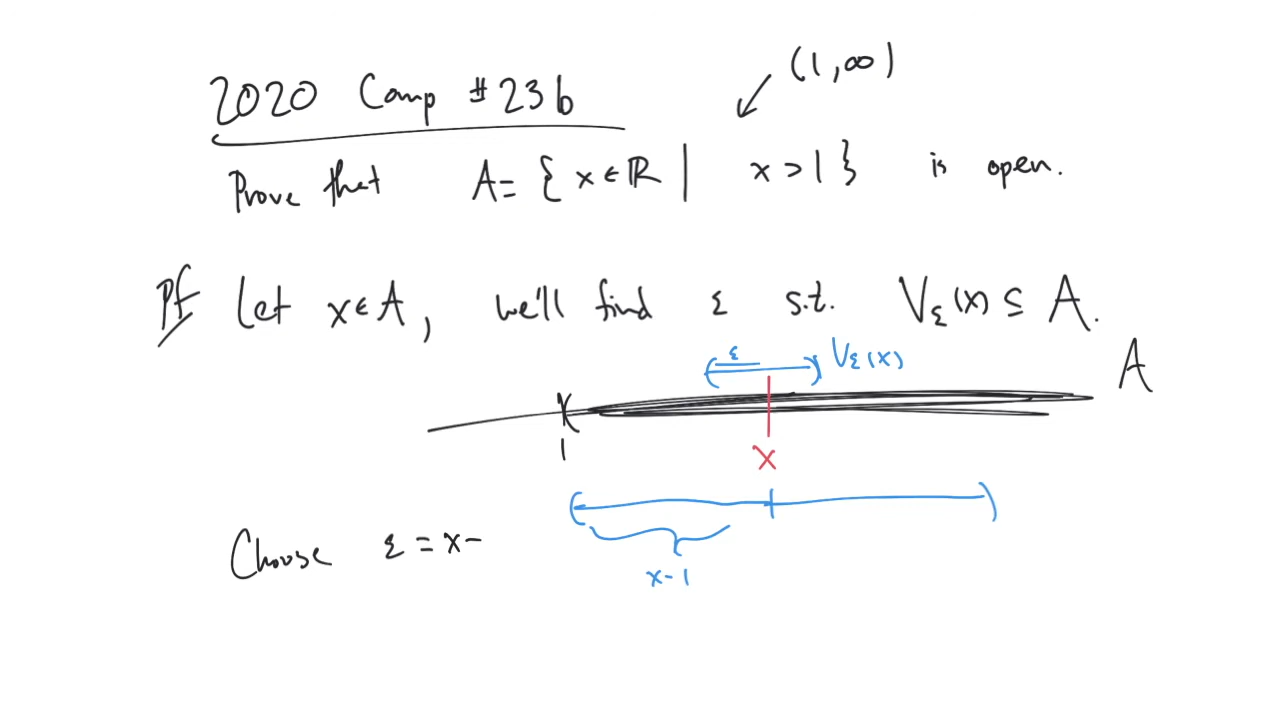 2020 Comp #23b
(1,∞)
Prove that A= { x∈ℝ | x>1 } is open.
Pf Let x∈A, we'll find ε s.t. V_ε(x) ⊆ A.
ε V_ε(x)
A
1
x
Choose ε = x-
x-1